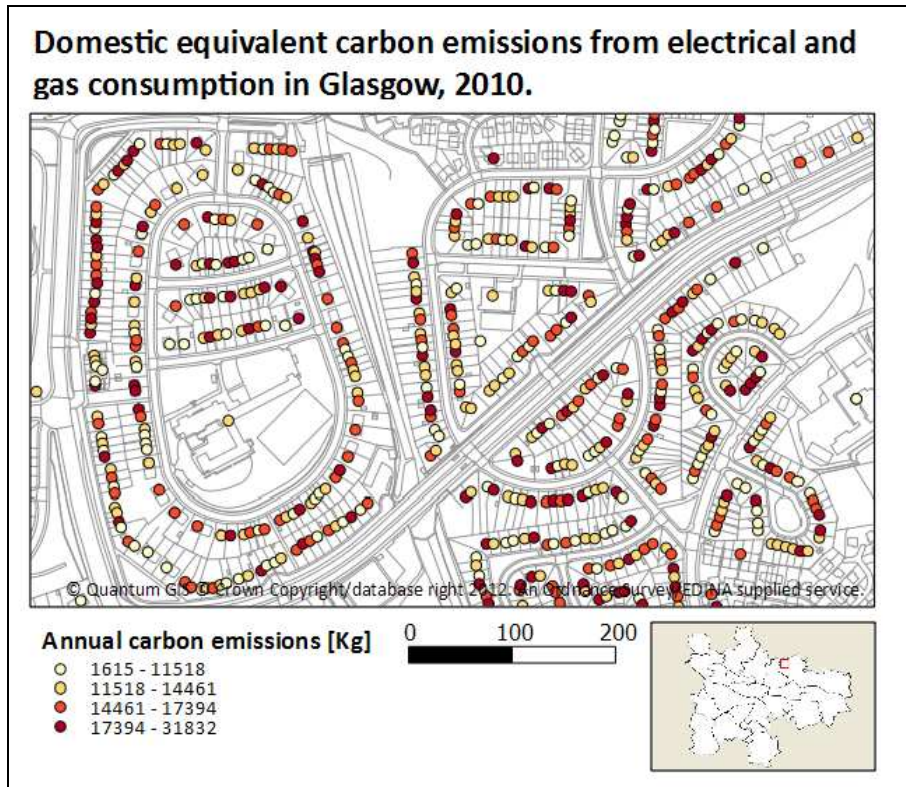 Domestic equivalent carbon emissions from electrical and
gas consumption in Glasgow, 2010.
© Quantum GIS © Crown Copyright/database right 2012. An Ordnance Survey/EDINA supplied service.
Annual carbon emissions [Kg]
1615 - 11518
11518 - 14461
14461 - 17394
17394 - 31832
0 100 200